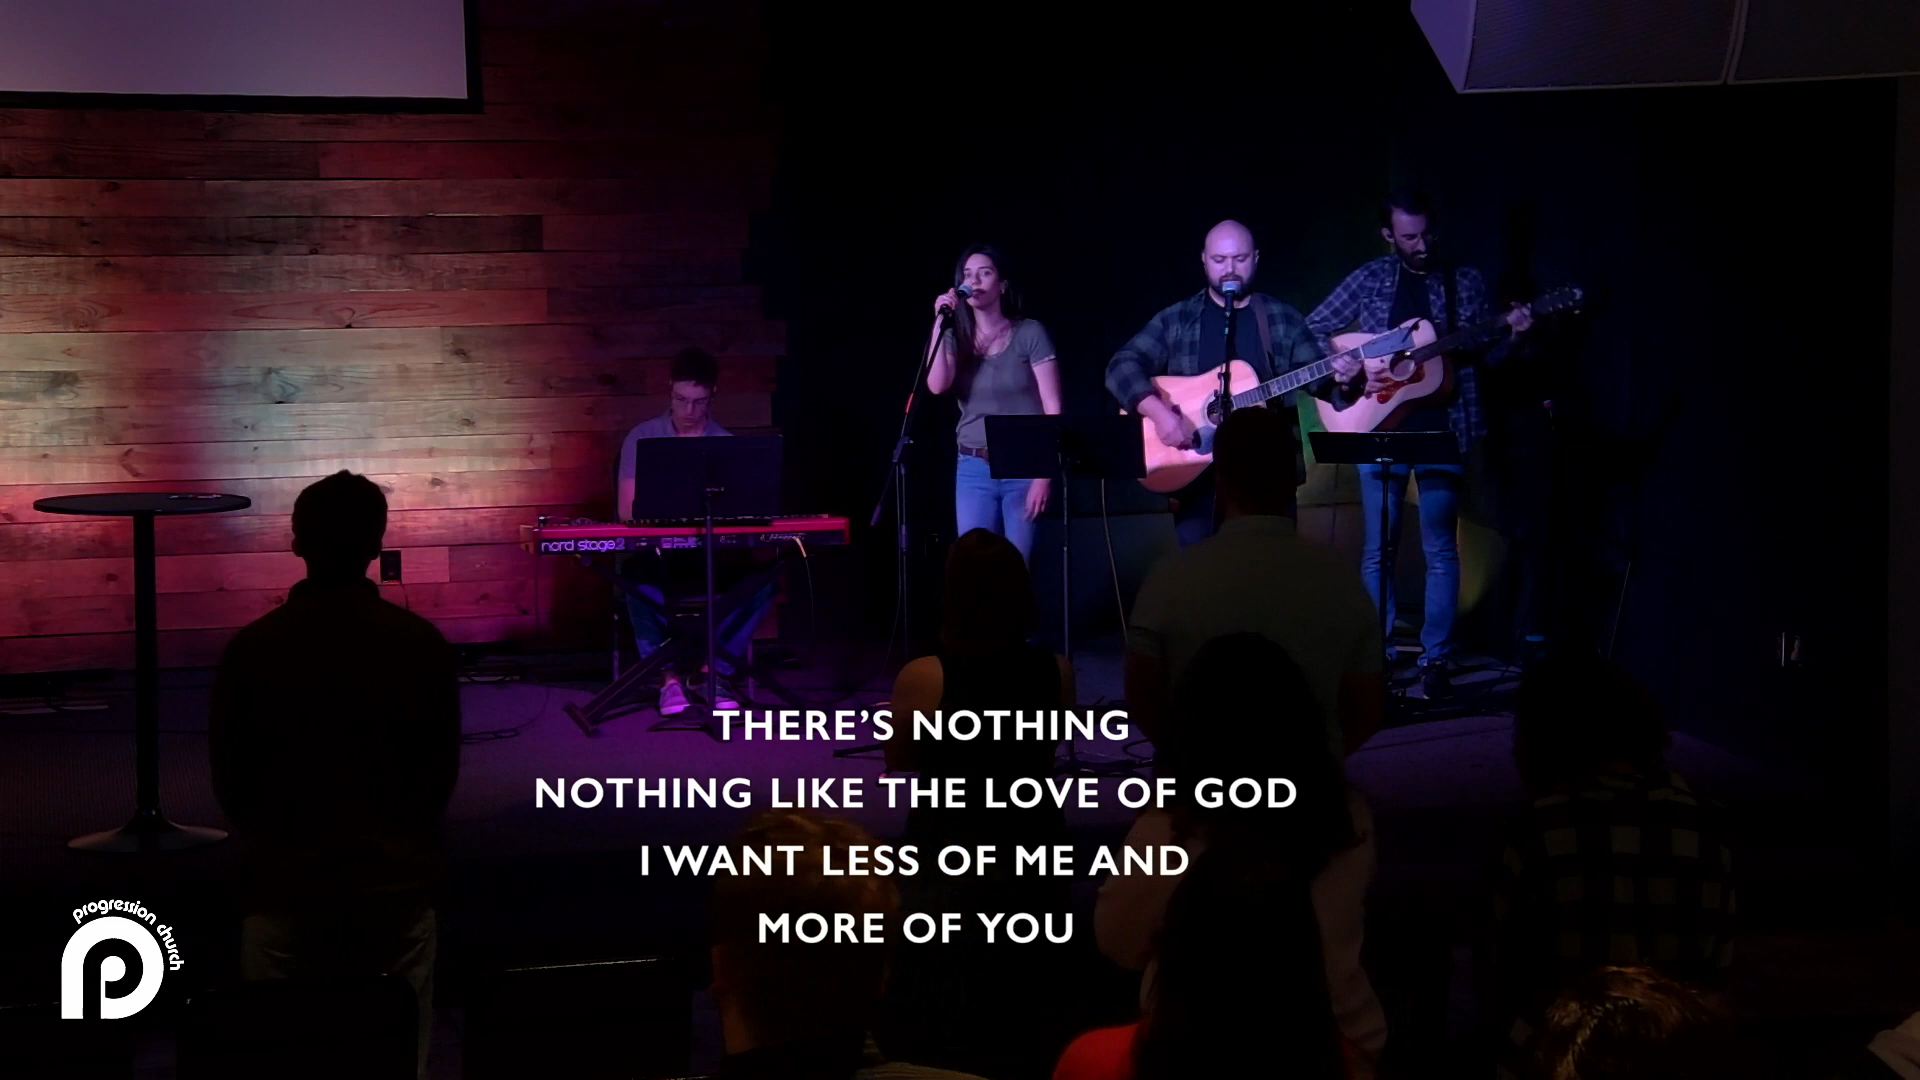 nord stage 2
THERE'S NOTHING
NOTHING LIKE THE LOVE OF GOD
I WANT LESS OF ME AND
MORE OF YOU
progression church